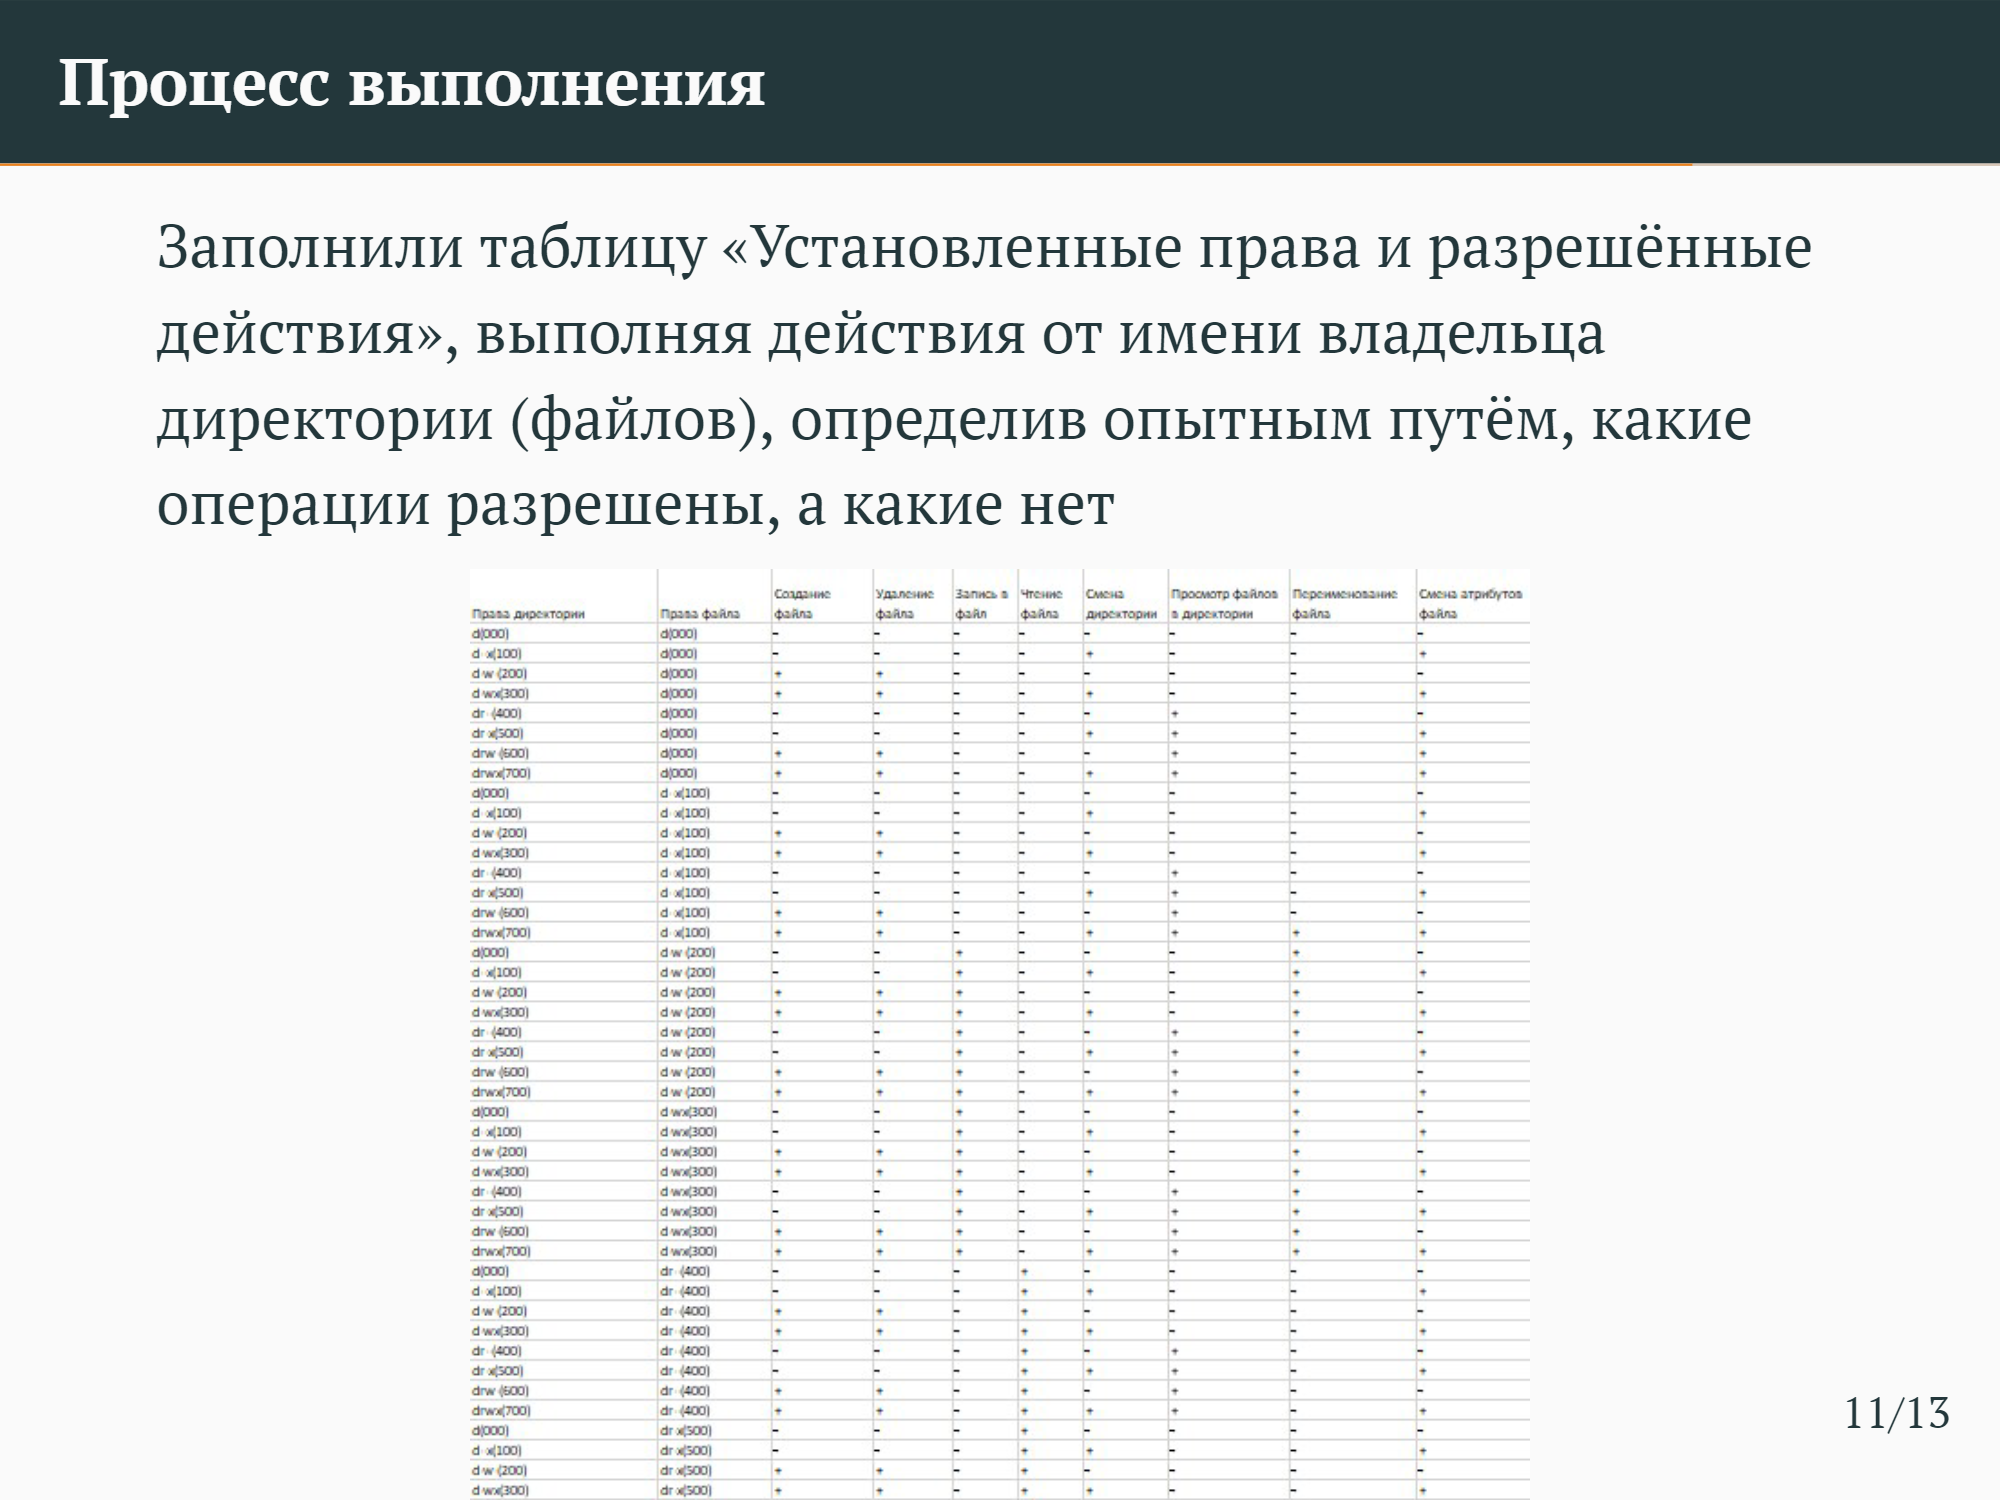 Процесс выполнения
Заполнили таблицу «Установленные права и разрешённые
действия», выполняя действия от имени владельца
директории (файлов), определив опытным путём, какие
операции разрешены, а какие нет
Права директории Права файла Создание файла Удаление файла Запись в файл Чтение файла Смена директории Просмотр файлов в директории Переименование файла Смена атрибутов файла
d(000) d(000) - - - - - - - -
d-x(100) d(000) - - - - + - - +
d-w-(200) d(000) + + - - - - - -
d-wx(300) d(000) + + - - + - - +
dr-(400) d(000) - - - - - + - -
dr-x(500) d(000) - - - - + + - +
drw-(600) d(000) + + - - - + - +
drwx(700) d(000) + + - - + + - +
d(000) d-x(100) - - - - - - - -
d-x(100) d-x(100) - - - - + - - +
d-w-(200) d-x(100) + + - - - - - -
d-wx(300) d-x(100) + + - - + - - +
dr-(400) d-x(100) - - - - - + - -
dr-x(500) d-x(100) - - - - + + - +
drw-(600) d-x(100) + + - - - + - -
drwx(700) d-x(100) + + - - + + + +
d(000) d-w-(200) - - + - - - + -
d-x(100) d-w-(200) - - + - + - + +
d-w-(200) d-w-(200) + + + - - - + -
d-wx(300) d-w-(200) + + + - + - + +
dr-(400) d-w-(200) - - + - - + + -
dr-x(500) d-w-(200) - - + - + + + +
drw-(600) d-w-(200) + + + - - + + -
drwx(700) d-w-(200) + + + - + + + +
d(000) d-wx(300) - - + - - - + -
d-x(100) d-wx(300) - - + - + - + +
d-w-(200) d-wx(300) + + + - - - + -
d-wx(300) d-wx(300) + + + - + - + +
dr-(400) d-wx(300) - - + - - + + -
dr-x(500) d-wx(300) - - + - + + + +
drw-(600) d-wx(300) + + + - - + + -
drwx(700) d-wx(300) + + + - + + + +
d(000) dr-(400) - - - + - - - -
d-x(100) dr-(400) - - - + + - - +
d-w-(200) dr-(400) + + - + - - - -
d-wx(300) dr-(400) + + - + + - - +
dr-(400) dr-(400) - - - + - + - -
dr-x(500) dr-(400) - - - + + + - +
drw-(600) dr-(400) + + - + - + - -
drwx(700) dr-(400) + + - + + + - +
d(000) dr-x(500) - - - + - - - -
d-x(100) dr-x(500) - - - + + - - +
d-w-(200) dr-x(500) + + - + - - - -
d-wx(300) dr-x(500) + + - + + - - +
11/13